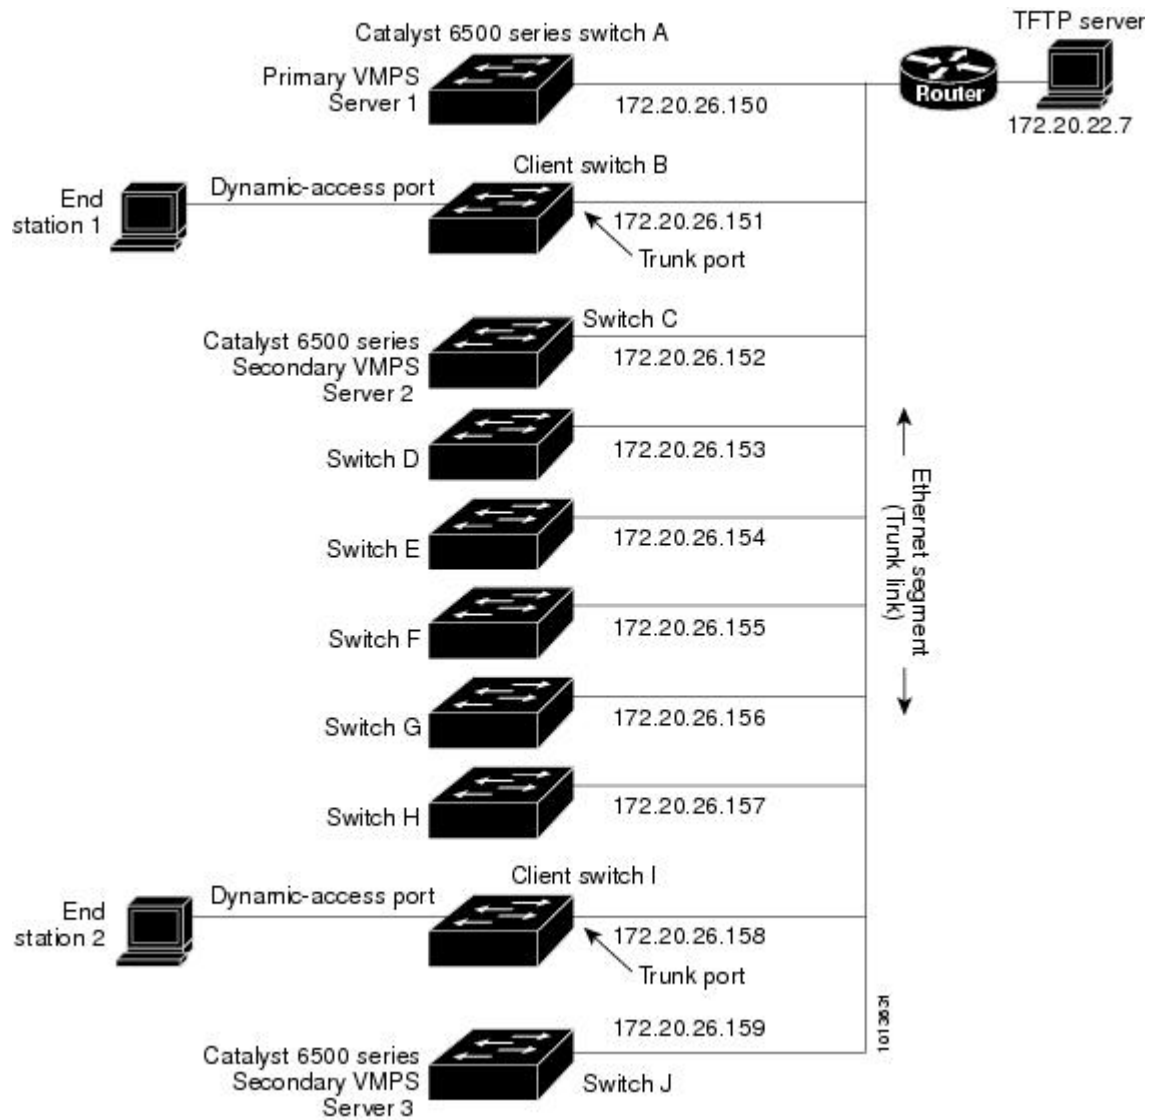 Catalyst 6500 series switch A
TFTP server
Primary VMPS
Server 1
172.20.26.150
Router
172.20.22.7
Client switch B
End
station 1
Dynamic-access port
172.20.26.151
Trunk port
Switch C
Catalyst 6500 series
Secondary VMPS
Server 2
172.20.26.152
Switch D
172.20.26.153
Ethernet segment
(Trunk link)
Switch E
172.20.26.154
Switch F
172.20.26.155
Switch G
172.20.26.156
Switch H
172.20.26.157
Client switch I
End
station 2
Dynamic-access port
172.20.26.158
Trunk port
172.20.26.159
Catalyst 6500 series
Secondary VMPS
Server 3
Switch J